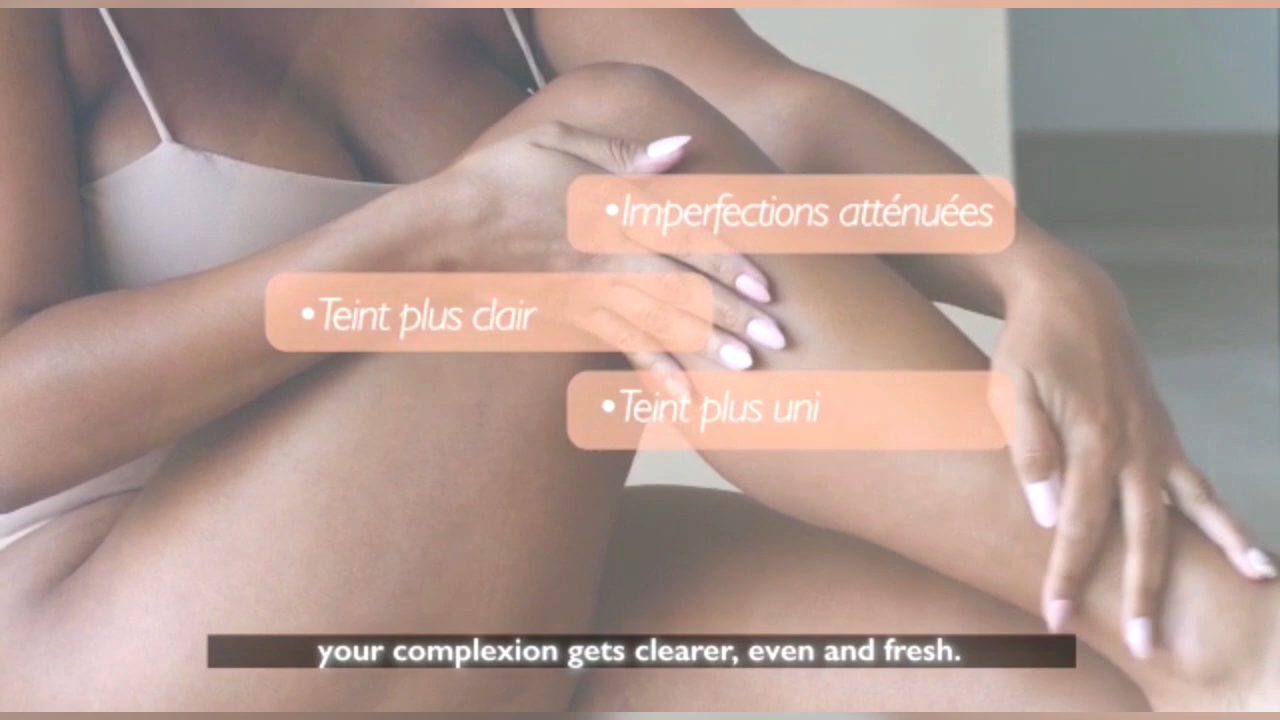 •Imperfections atténuées
•Teint plus clair
•Teint plus uni
your complexion gets clearer, even and fresh.